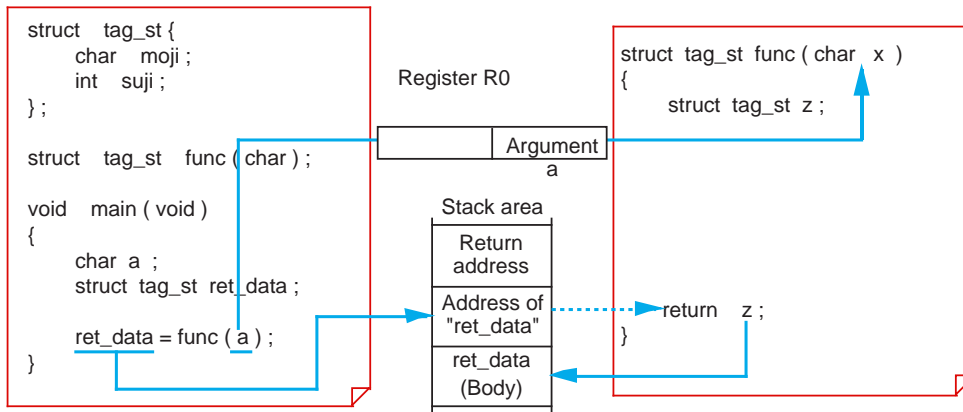 struct tag_st {
char moji ;
int suji ;
} ;
struct tag_st func ( char ) ;
void main ( void )
{
char a ;
struct tag_st ret_data ;
ret_data = func ( a ) ;
}
Register R0
Argument
a
Stack area
Return
address
Address of
"ret_data"
ret_data
(Body)
struct tag_st func ( char x )
{
struct tag_st z ;
return z ;
}